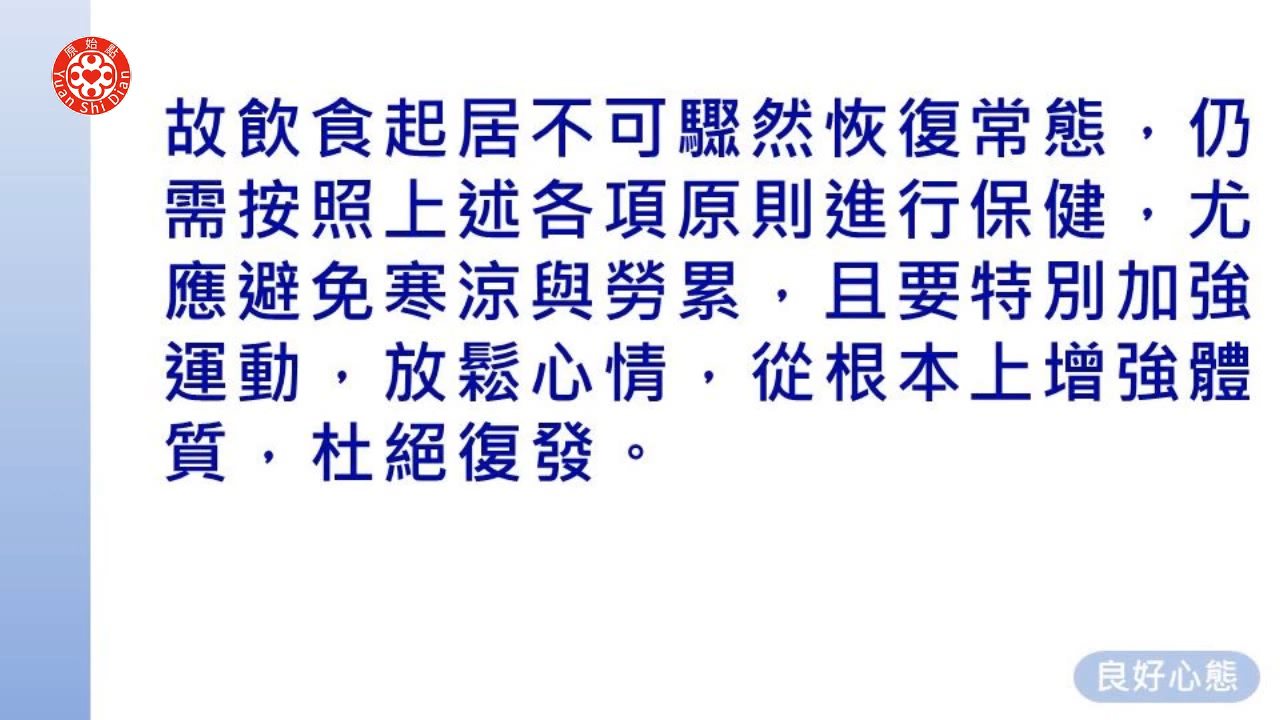 原始點
Yuan Shi Dian
故飲食起居不可驟然恢復常態，仍
需按照上述各項原則進行保健，尤
應避免寒涼與勞累，且要特別加強
運動，放鬆心情，從根本上增強體
質，杜絕復發。
良好心態